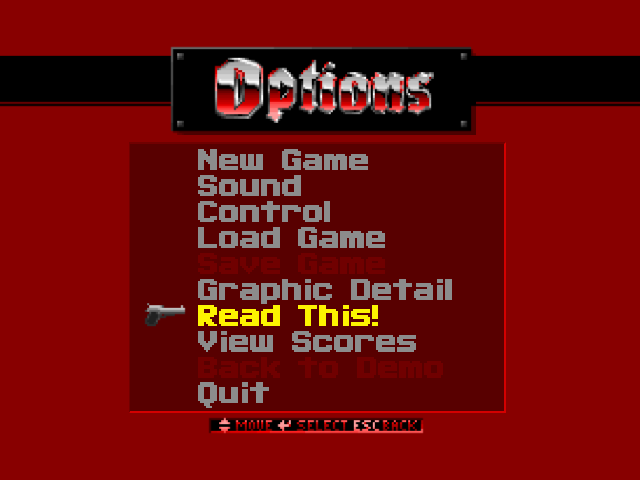 Options
New Game
Sound
Control
Load Game
Save Game
Graphic Detail
Read This!
View Scores
Back to Demo
Quit
MOVE SELECT ESC BACK